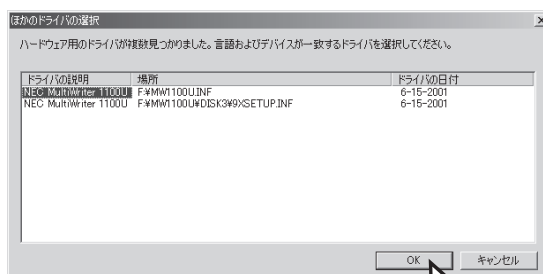 ほかのドライバの選択
ハードウェア用のドライバが複数見つかりました。言語およびデバイスが一致するドライバを選択してください。
ドライバの説明 場所 ドライバの日付
NEC MultiWriter 1100U F:¥MW1100U.INF 6-15-2001
NEC MultiWriter 1100U F:¥MW1100U¥DISK3¥9XSETUP.INF 6-15-2001
OK キャンセル